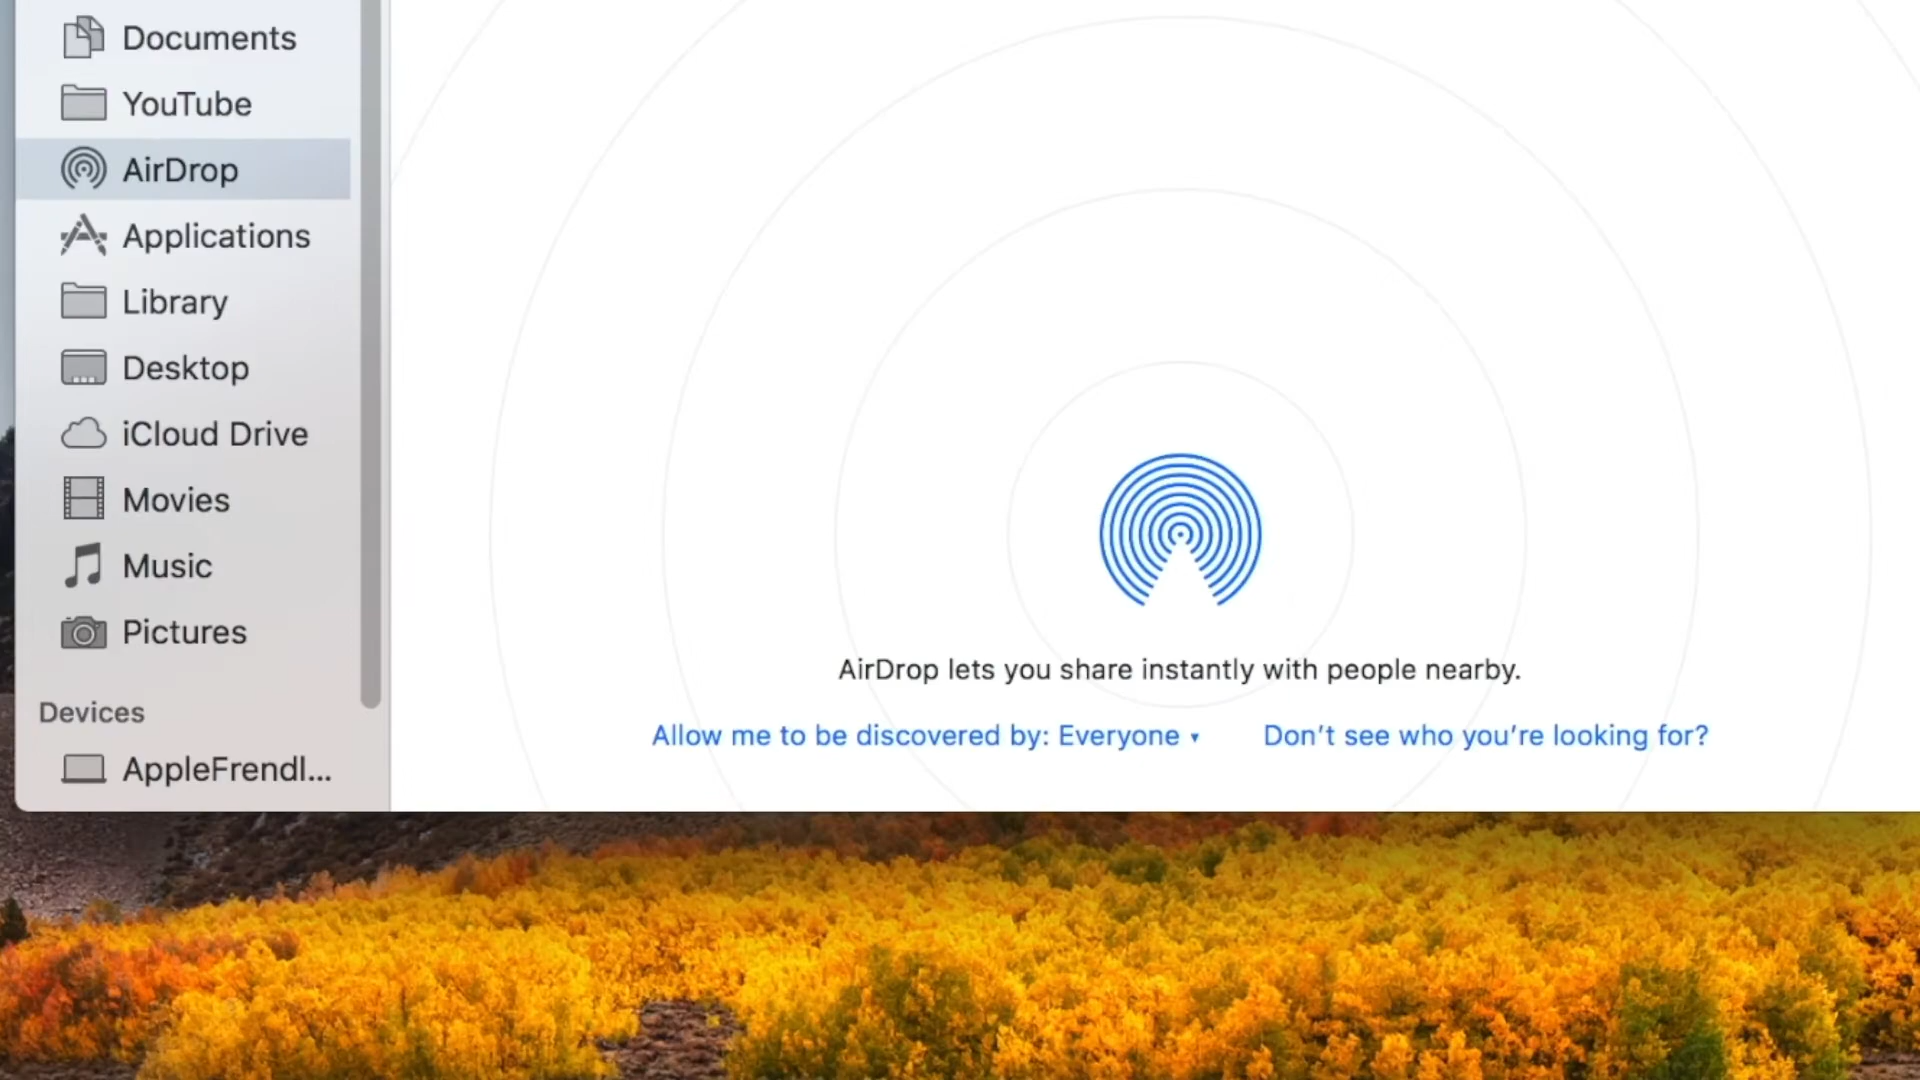 Documents
YouTube
AirDrop
Applications
Library
Desktop
iCloud Drive
Movies
Music
Pictures
Devices
AppleFrendl...
AirDrop lets you share instantly with people nearby.
Allow me to be discovered by: Everyone
Don't see who you're looking for?